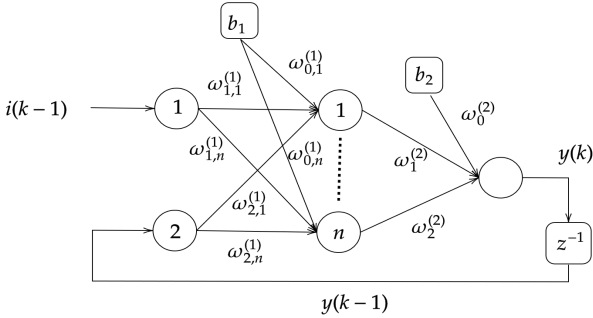 b₁
ω₀,₁⁽¹⁾
ω₁,₁⁽¹⁾
b₂
i(k−1)
1
1
ω₀⁽²⁾
ω₁,ₙ⁽¹⁾
ω₀,ₙ⁽¹⁾
ω₁⁽²⁾
y(k)
ω₂,₁⁽¹⁾
2
n
ω₂⁽²⁾
z⁻¹
ω₂,ₙ⁽¹⁾
y(k−1)